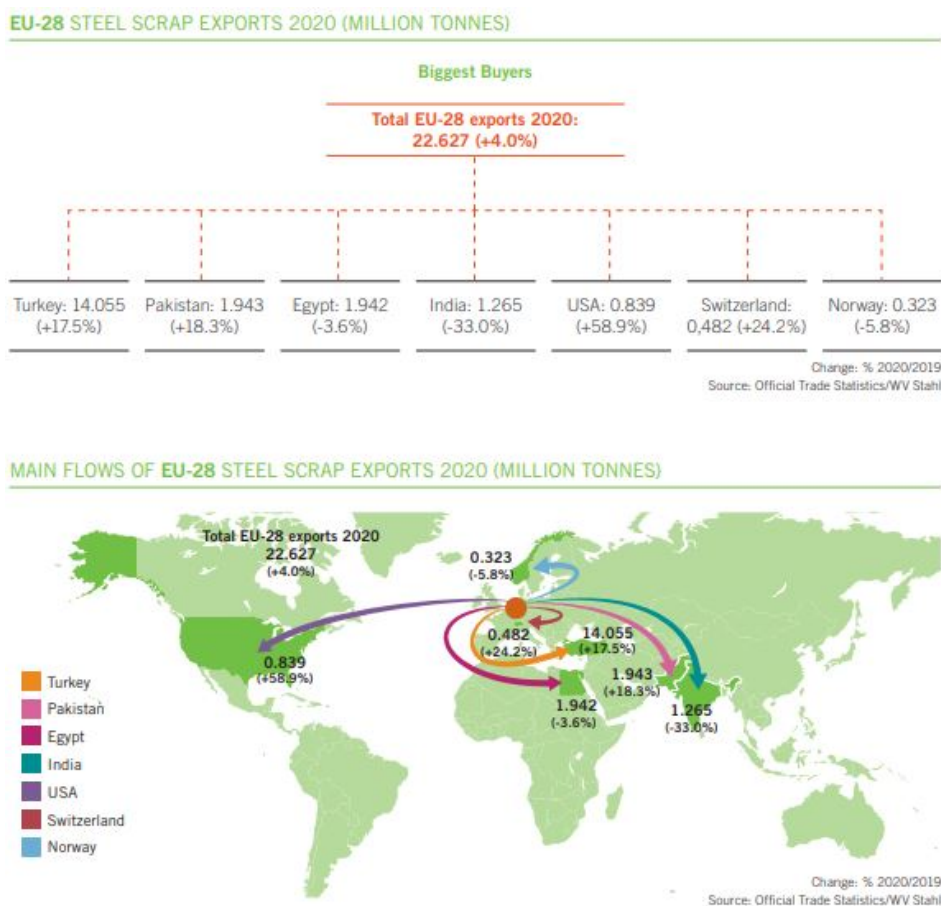 EU-28 STEEL SCRAP EXPORTS 2020 (MILLION TONNES)
Biggest Buyers
Total EU-28 exports 2020:
22.627 (+4.0%)
Turkey: 14.055
(+17.5%)
Pakistan: 1.943
(+18.3%)
Egypt: 1.942
(-3.6%)
India: 1.265
(-33.0%)
USA: 0.839
(+58.9%)
Switzerland:
0,482 (+24.2%)
Norway: 0.323
(-5.8%)
Change: % 2020/2019
Source: Official Trade Statistics/WV Stahl
MAIN FLOWS OF EU-28 STEEL SCRAP EXPORTS 2020 (MILLION TONNES)
Total EU-28 exports 2020
22.627
(+4.0%)
0.323
(-5.8%)
0.482
(+24.2%)
14.055
(+17.5%)
0.839
(+58.9%)
1.943
(+18.3%)
1.942
(-3.6%)
1.265
(-33.0%)
Turkey
Pakistan
Egypt
India
USA
Switzerland
Norway
Change: % 2020/2019
Source: Official Trade Statistics/WV Stahl